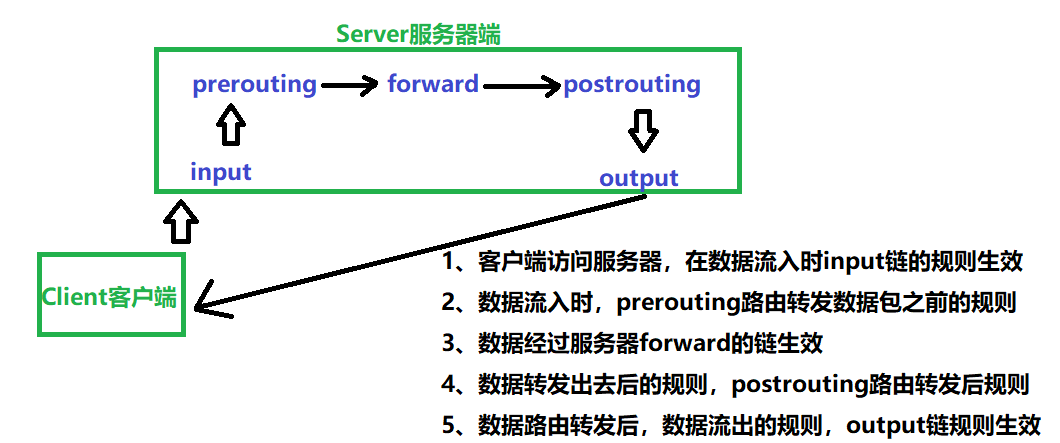 Server服务器端
prerouting forward postrouting
input output
Client客户端
1、客户端访问服务器，在数据流入时input链的规则生效
2、数据流入时，prerouting路由转发数据包之前的规则
3、数据经过服务器forward的链生效
4、数据转发出去后的规则，postrouting路由转发后规则
5、数据路由转发后，数据流出的规则，output链规则生效